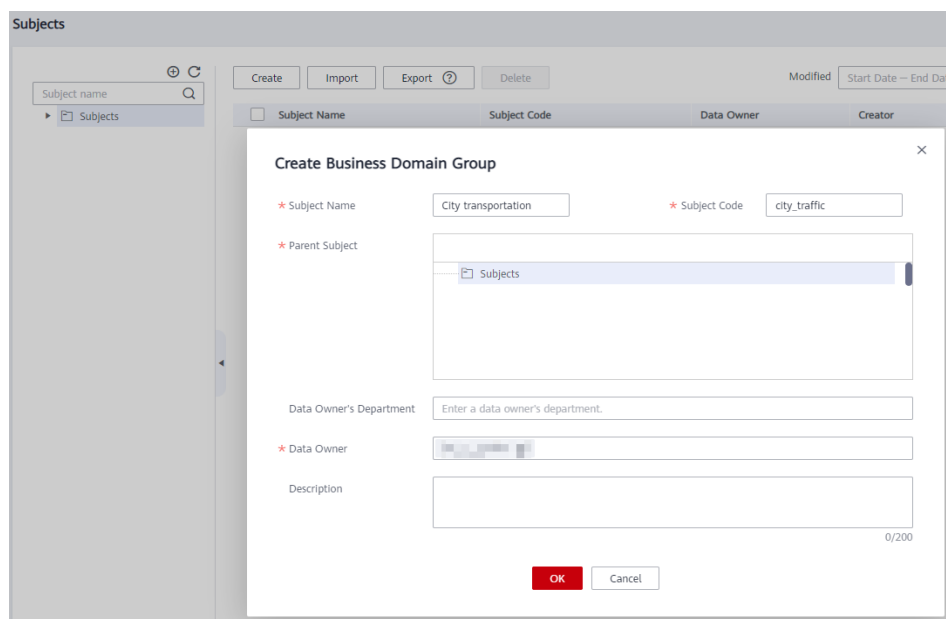 Subjects
Create Import Export ? Delete Modified Start Date — End Da
Subject name
Subjects
Subject Name Subject Code Data Owner Creator
Create Business Domain Group
* Subject Name City transportation * Subject Code city_traffic
* Parent Subject
Subjects
Data Owner's Department Enter a data owner's department.
* Data Owner
Description
0/200
OK Cancel